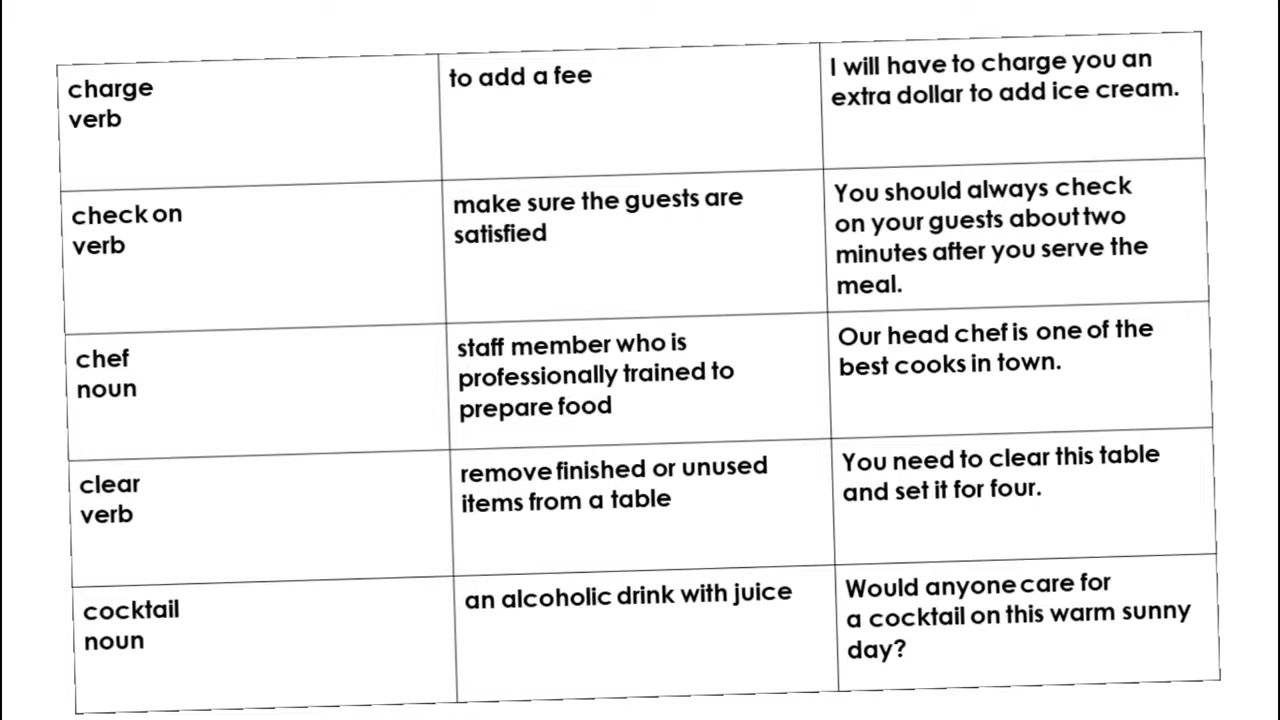 charge
verb
to add a fee
I will have to charge you an
extra dollar to add ice cream.
check on
verb
make sure the guests are
satisfied
You should always check
on your guests about two
minutes after you serve the
meal.
chef
noun
staff member who is
professionally trained to
prepare food
Our head chef is one of the
best cooks in town.
clear
verb
remove finished or unused
items from a table
You need to clear this table
and set it for four.
cocktail
noun
an alcoholic drink with juice
Would anyone care for
a cocktail on this warm sunny
day?